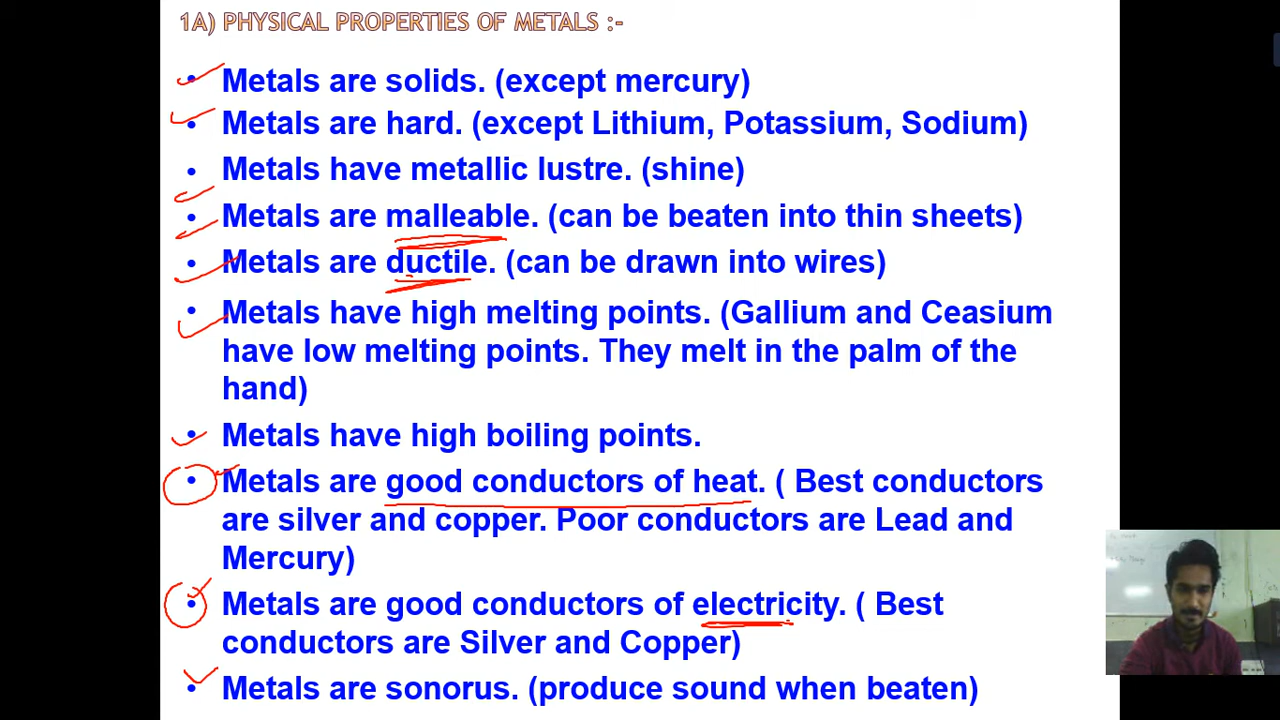 1A) PHYSICAL PROPERTIES OF METALS :-
• Metals are solids. (except mercury)
• Metals are hard. (except Lithium, Potassium, Sodium)
• Metals have metallic lustre. (shine)
• Metals are malleable. (can be beaten into thin sheets)
• Metals are ductile. (can be drawn into wires)
• Metals have high melting points. (Gallium and Ceasium
have low melting points. They melt in the palm of the
hand)
• Metals have high boiling points.
• Metals are good conductors of heat. ( Best conductors
are silver and copper. Poor conductors are Lead and
Mercury)
• Metals are good conductors of electricity. ( Best
conductors are Silver and Copper)
• Metals are sonorus. (produce sound when beaten)